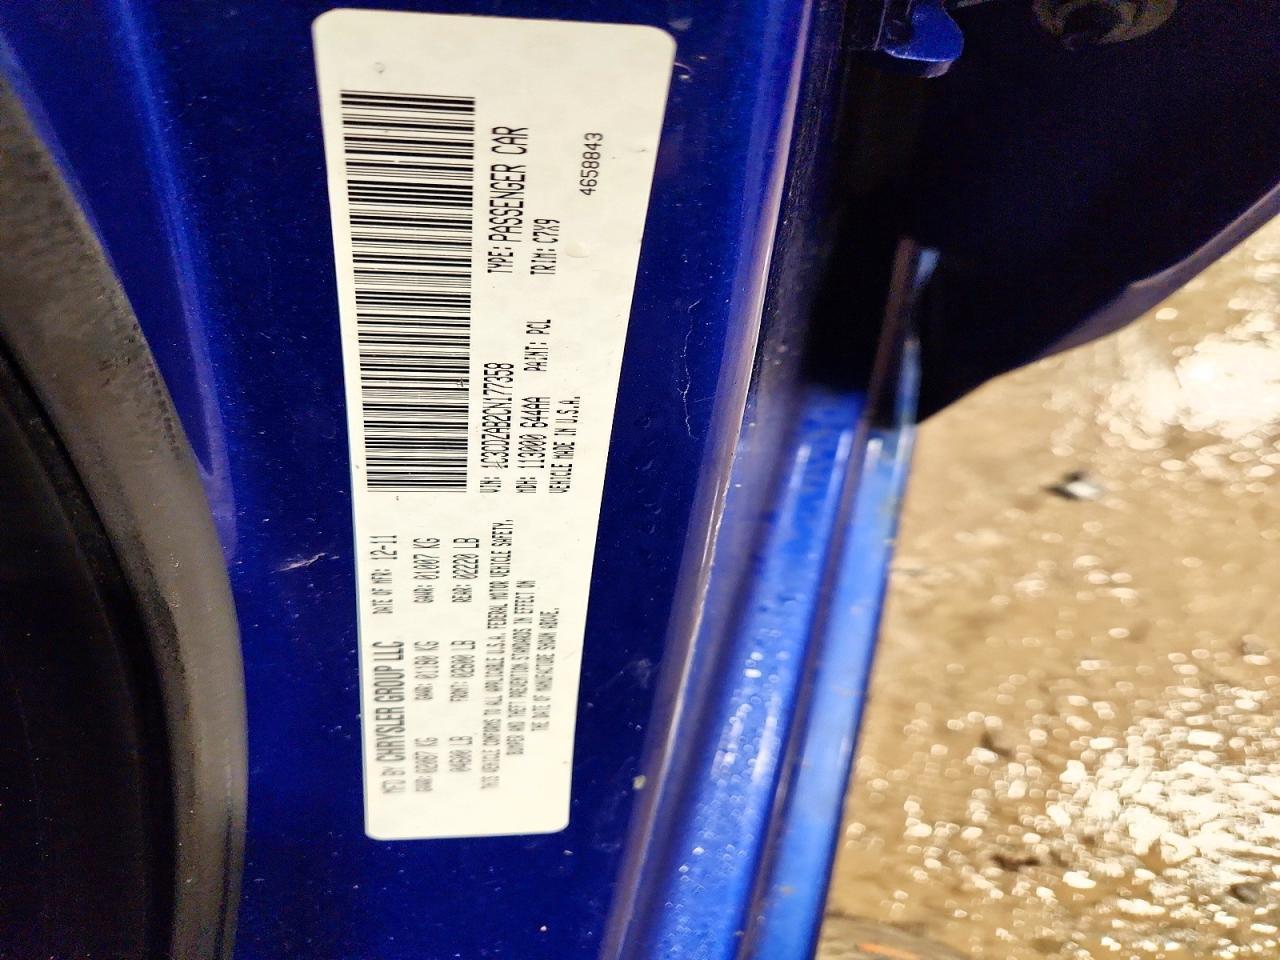 MFD BY CHRYSLER GROUP LLC DATE OF MFR: 12-11
GVWR: 02087 KG GAWR: 01180 KG GAWR: 01007 KG
04600 LB FRONT: 02600 LB REAR: 02220 LB
THIS VEHICLE CONFORMS TO ALL APPLICABLE U.S.A. FEDERAL MOTOR VEHICLE SAFETY,
BUMPER AND THEFT PREVENTION STANDARDS IN EFFECT ON
THE DATE OF MANUFACTURE SHOWN ABOVE.
VIN: 1C3CDZAB2CN177358 TYPE: PASSENGER CAR
MDH: 113000 644AA PAINT: PCL TRIM: C7X9
VEHICLE MADE IN U.S.A.
4658843